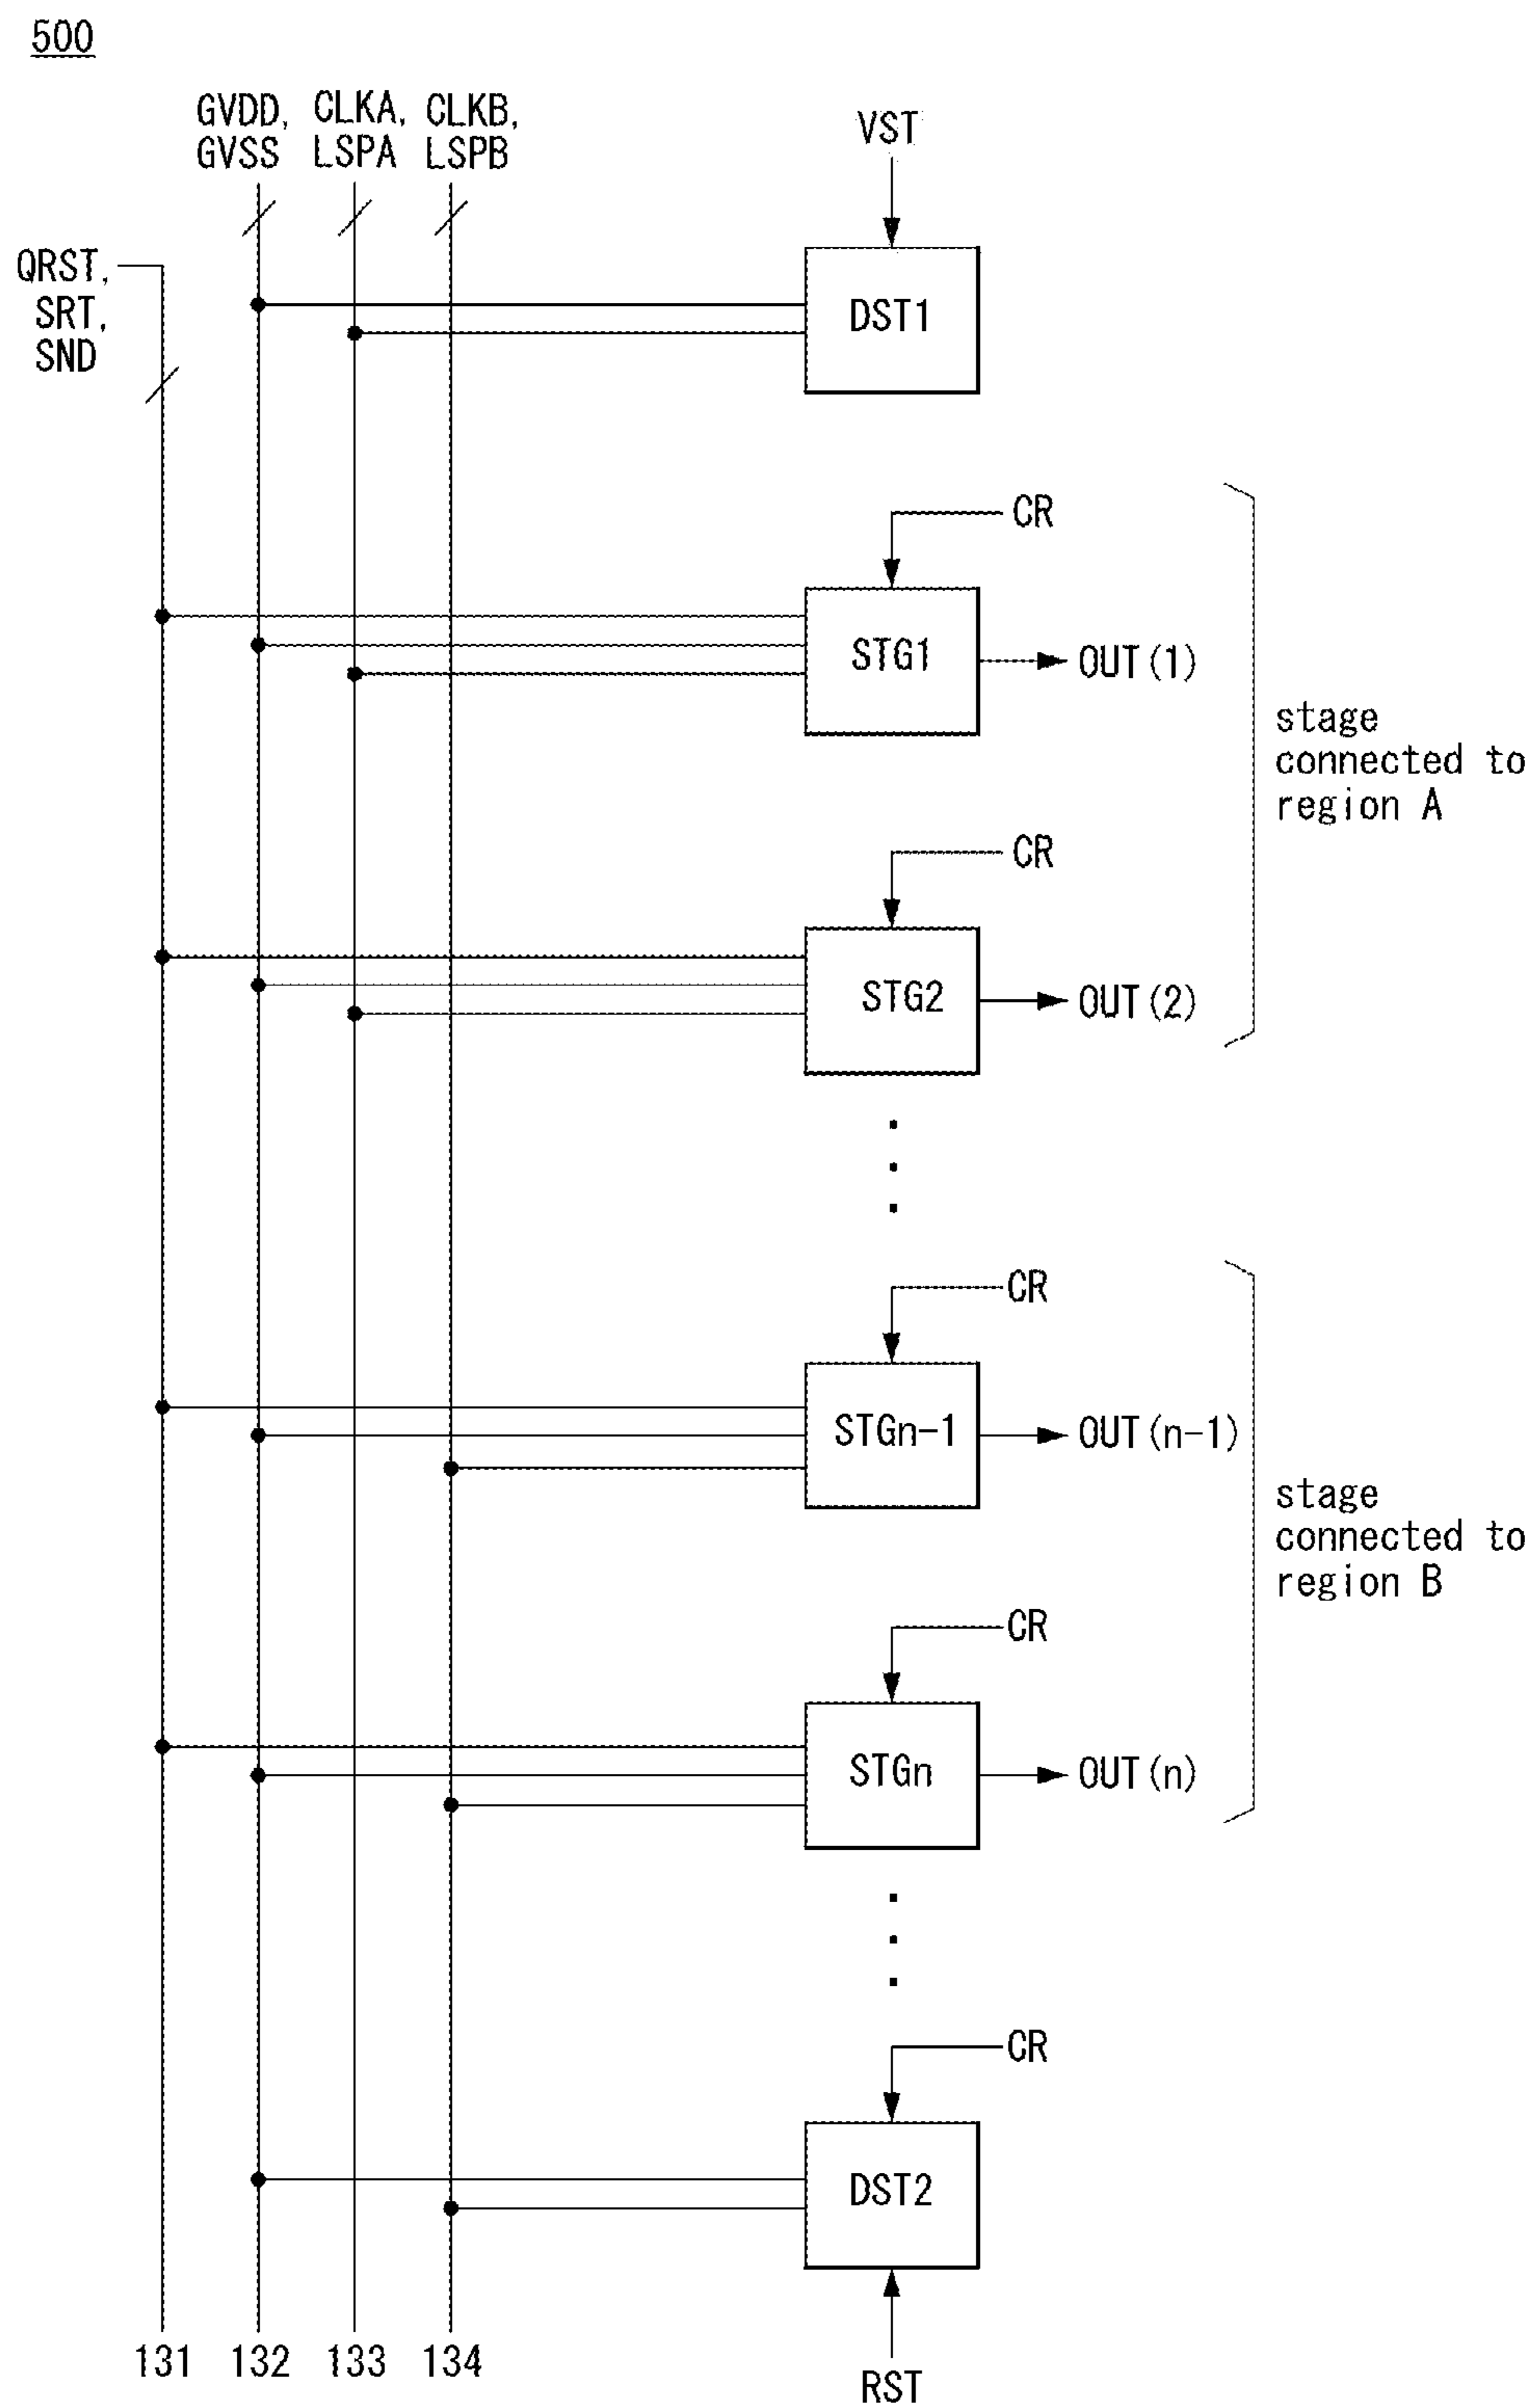 500
GVDD,
GVSS
CLKA,
LSPA
CLKB,
LSPB
VST
QRST,
SRT,
SND
DST1
CR
STG1
OUT(1)
stage
connected to
region A
CR
STG2
OUT(2)
CR
STGn-1
OUT(n-1)
stage
connected to
region B
CR
STGn
OUT(n)
CR
DST2
131
132
133
134
RST